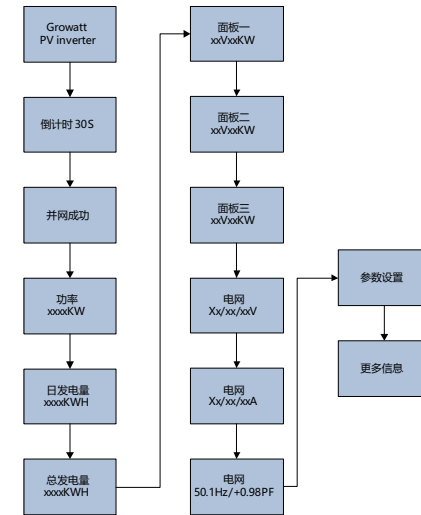 Growatt
PV inverter
倒计时 30S
并网成功
功率
xxxxKW
日发电量
xxxxKWH
总发电量
xxxxKWH
面板一
xxVxxKW
面板二
xxVxxKW
面板三
xxVxxKW
电网
Xx/xx/xxV
电网
Xx/xx/xxA
电网
50.1Hz/+0.98PF
参数设置
更多信息